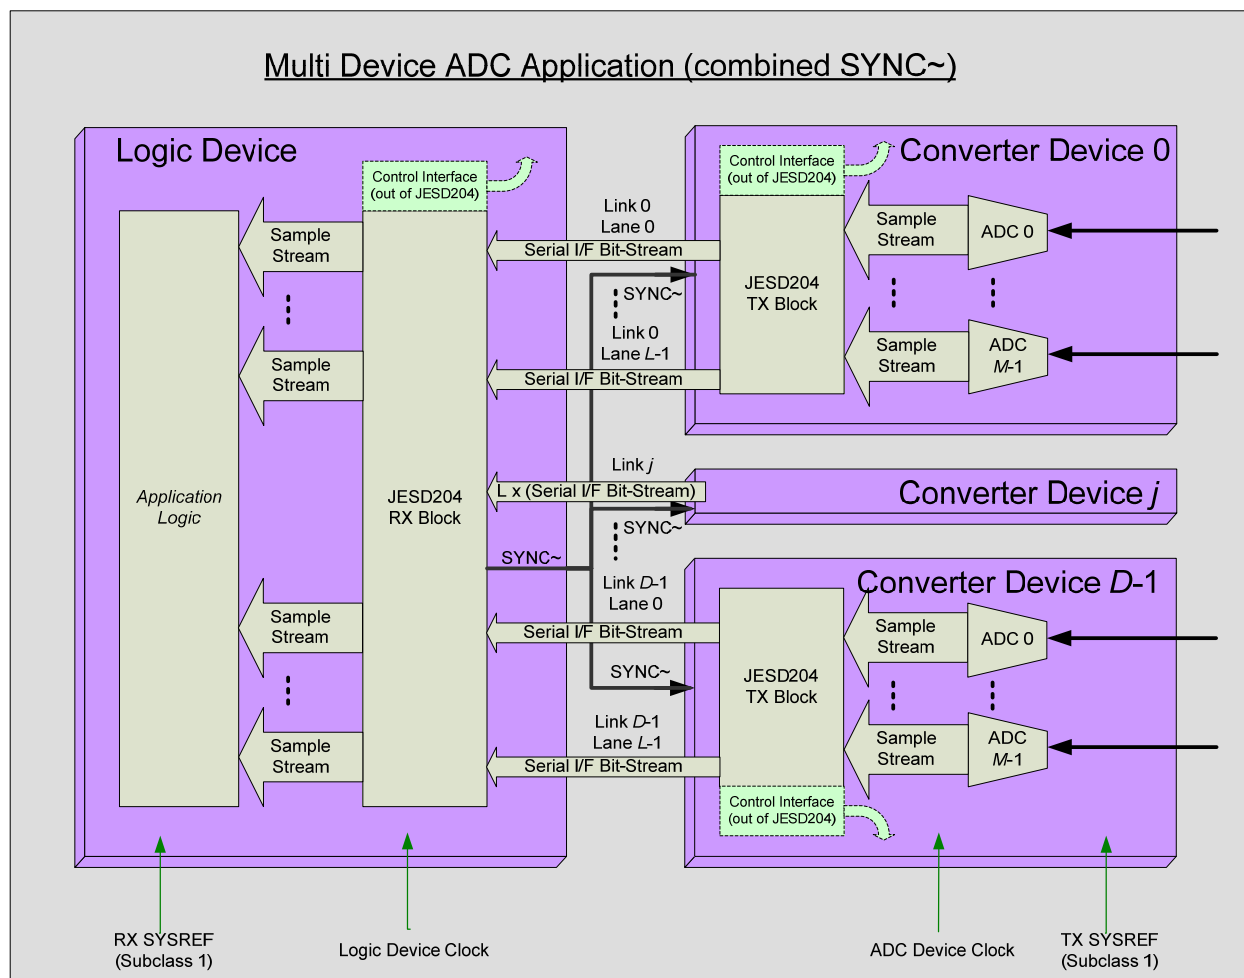 Multi Device ADC Application (combined SYNC~)
Logic Device
Control Interface
(out of JESD204)
Sample
Stream
Sample
Stream
Application
Logic
JESD204
RX Block
Sample
Stream
Sample
Stream
Link 0
Lane 0
Serial I/F Bit-Stream
SYNC~
Link 0
Lane L-1
Serial I/F Bit-Stream
Link j
L x (Serial I/F Bit-Stream)
SYNC~
SYNC~
Link D-1
Lane 0
Serial I/F Bit-Stream
SYNC~
Link D-1
Lane L-1
Serial I/F Bit-Stream
Converter Device 0
Control Interface
(out of JESD204)
JESD204
TX Block
Sample
Stream
ADC 0
Sample
Stream
ADC
M-1
Converter Device j
Converter Device D-1
JESD204
TX Block
Sample
Stream
ADC 0
Sample
Stream
ADC
M-1
Control Interface
(out of JESD204)
RX SYSREF
(Subclass 1)
Logic Device Clock
ADC Device Clock
TX SYSREF
(Subclass 1)